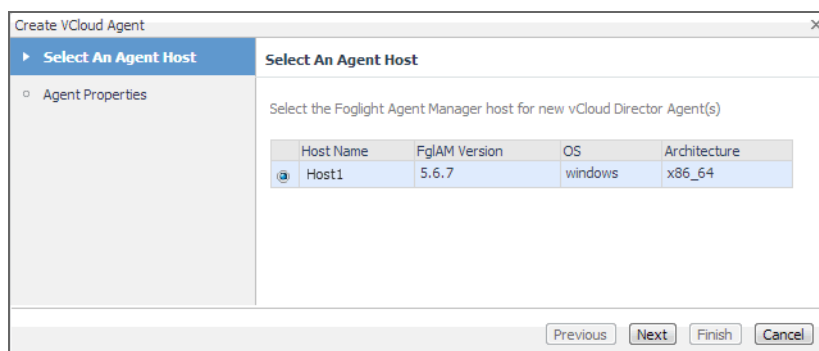 Create VCloud Agent
Select An Agent Host
Agent Properties
Select An Agent Host
Select the Foglight Agent Manager host for new vCloud Director Agent(s)
Host Name FglAM Version OS Architecture
Host1 5.6.7 windows x86_64
Previous Next Finish Cancel